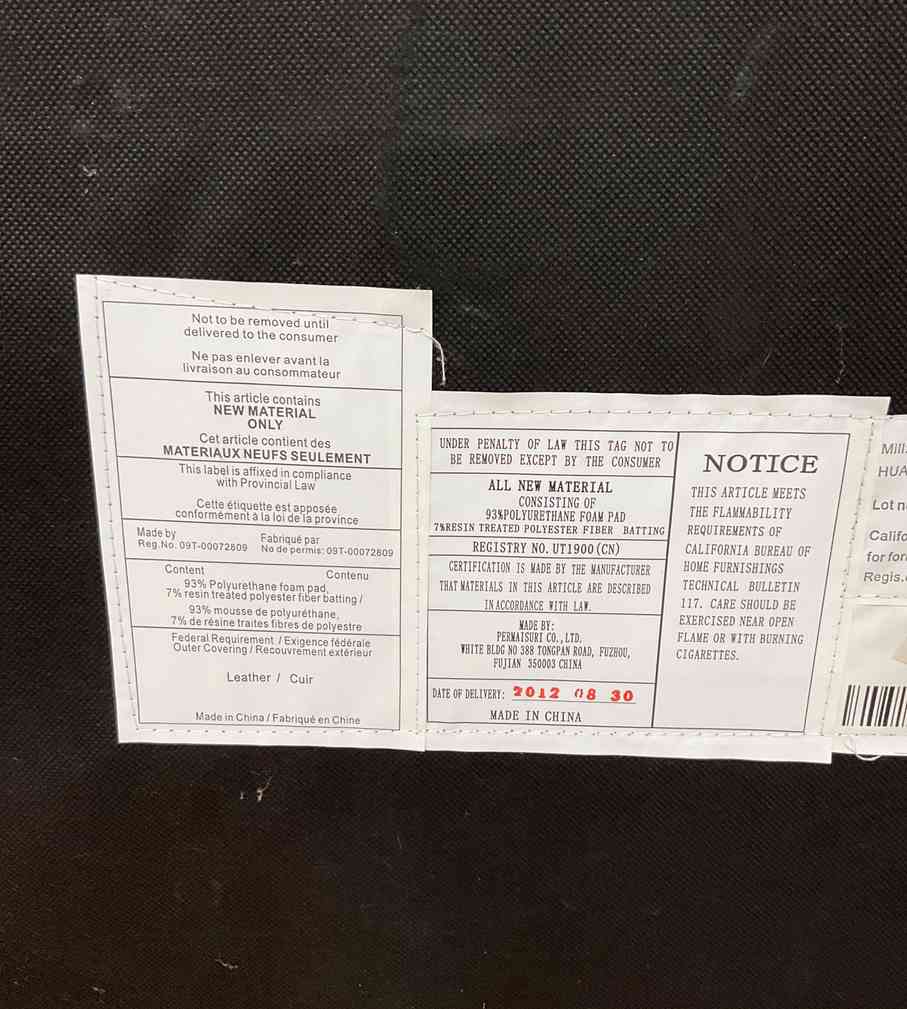 Not to be removed until
delivered to the consumer
Ne pas enlever avant la
livraison au consommateur
This article contains
NEW MATERIAL
ONLY
Cet article contient des
MATERIAUX NEUFS SEULEMENT
This label is affixed in compliance
with Provincial Law
Cette étiquette est apposée
conformément à la loi de la province
Made by Fabriqué par
Reg.No. 09T-00072809 No de permis: 09T-00072809
Content Contenu
93% Polyurethane foam pad,
7% resin treated polyester fiber batting /
93% mousse de polyuréthane,
7% de résine traites fibres de polyestre
Federal Requirement / Exigence fédérale
Outer Covering / Recouvrement extérieur
Leather / Cuir
Made in China / Fabriqué en Chine
UNDER PENALTY OF LAW THIS TAG NOT TO
BE REMOVED EXCEPT BY THE CONSUMER
ALL NEW MATERIAL
CONSISTING OF
93%POLYURETHANE FOAM PAD
7%RESIN TREATED POLYESTER FIBER BATTING
REGISTRY NO. UT1900(CN)
CERTIFICATION IS MADE BY THE MANUFACTURER
THAT MATERIALS IN THIS ARTICLE ARE DESCRIBED
IN ACCORDANCE WITH LAW.
MADE BY:
PERMAISURI CO., LTD.
WHITE BLDG NO 388 TONGPAN ROAD, FUZHOU,
FUJIAN 350003 CHINA
DATE OF DELIVERY: 2012 08 30
MADE IN CHINA
NOTICE
THIS ARTICLE MEETS
THE FLAMMABILITY
REQUIREMENTS OF
CALIFORNIA BUREAU OF
HOME FURNISHINGS
TECHNICAL BULLETIN
117. CARE SHOULD BE
EXERCISED NEAR OPEN
FLAME OR WITH BURNING
CIGARETTES.
Mill
HUA
Lot n
Califo
for for
Regis.